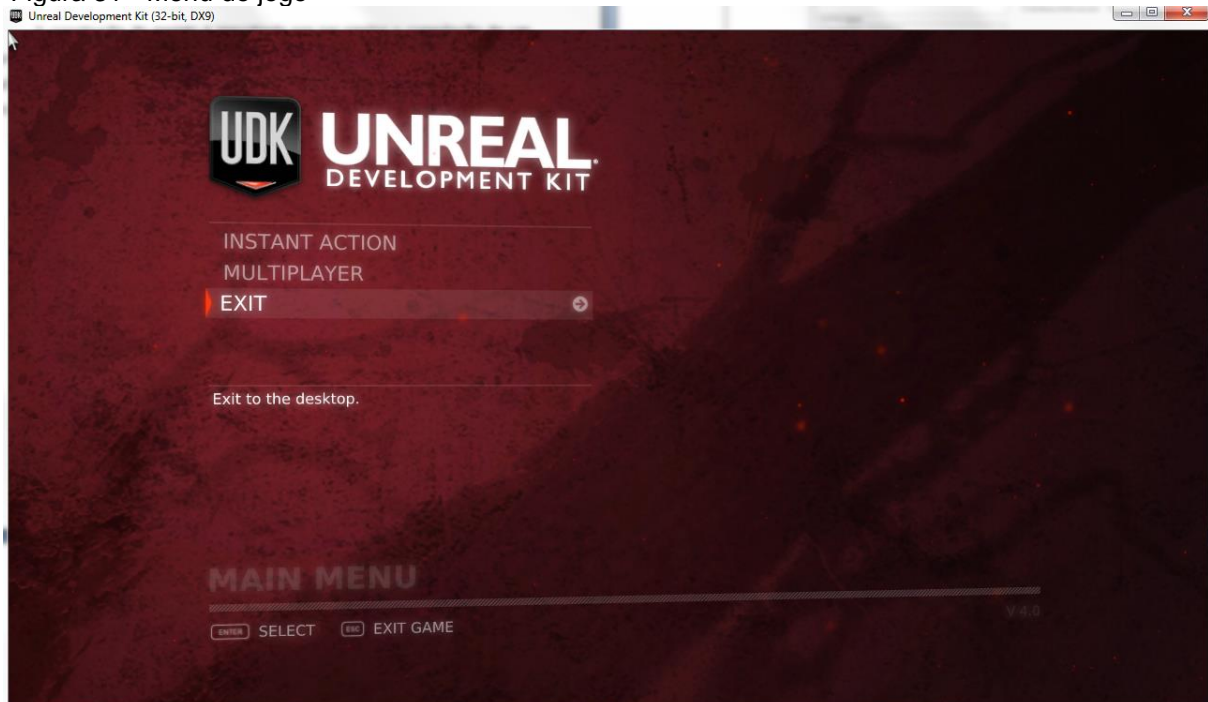 Unreal Development Kit (32-bit, DX9)
UDK
UNREAL
DEVELOPMENT KIT
INSTANT ACTION
MULTIPLAYER
EXIT
Exit to the desktop.
MAIN MENU
V 4.0
ENTER SELECT ESC EXIT GAME